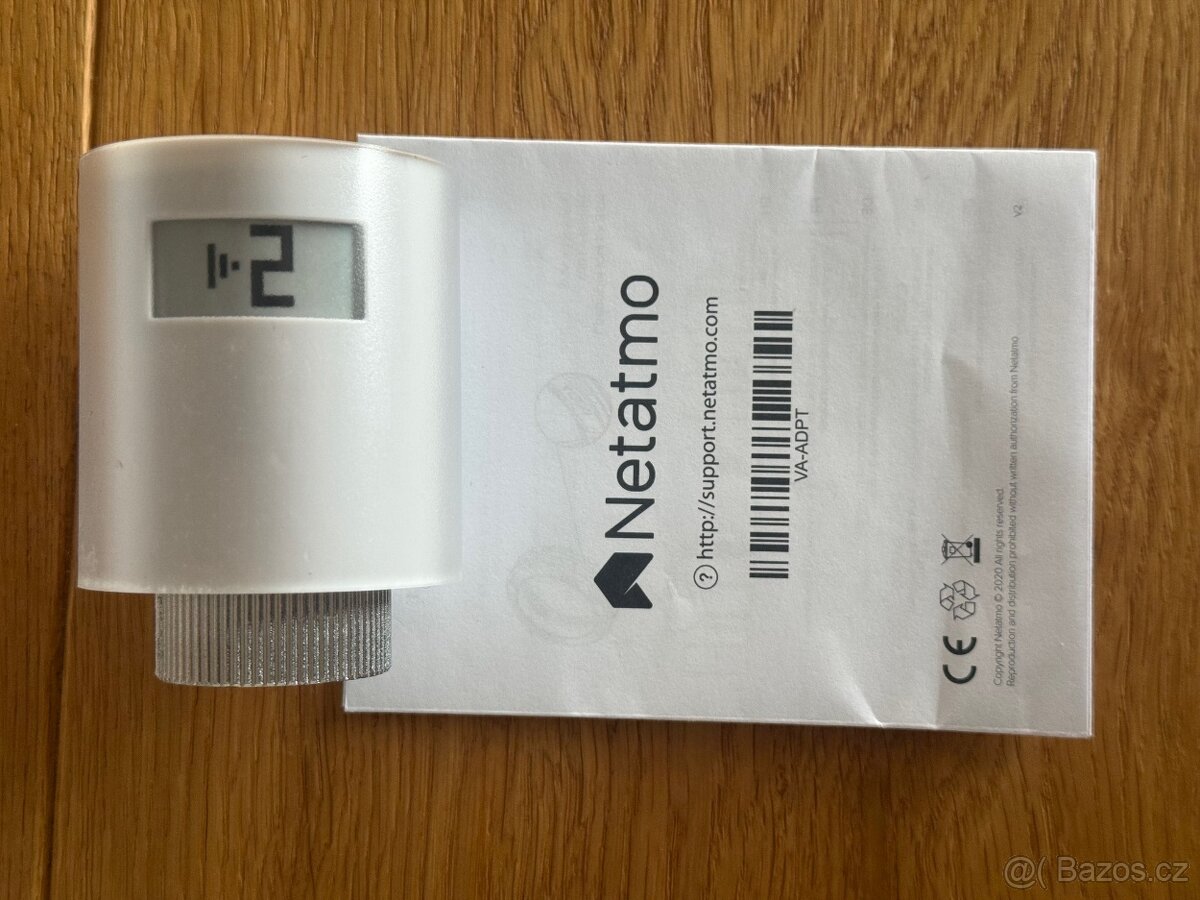 Netatmo
http://support.netatmo.com
VA-ADPT
CE
Copyright Netatmo © 2020 All rights reserved.
Reproduction and distribution prohibited without written authorization from Netatmo
V2
@( Bazos.cz